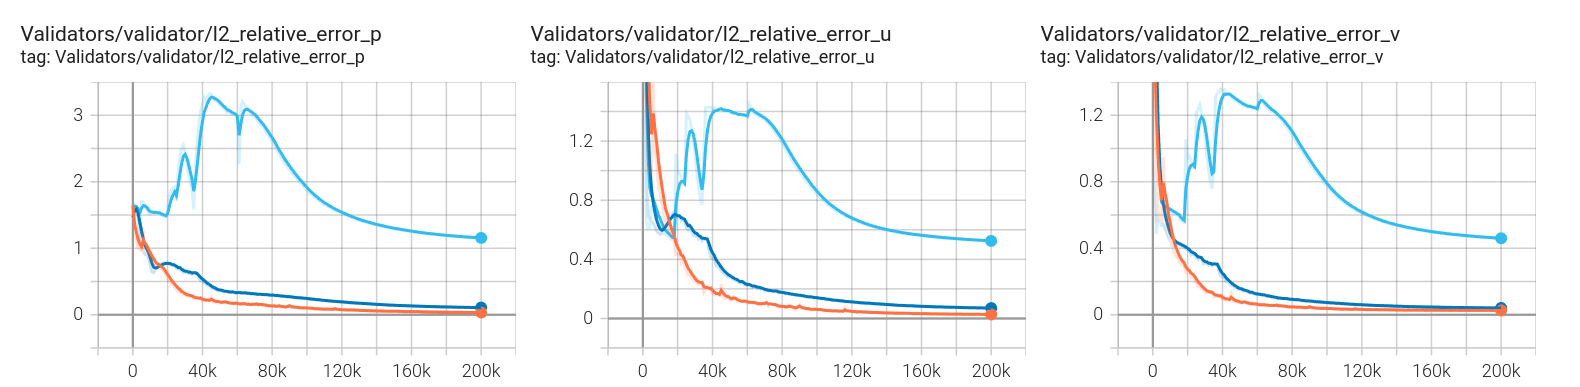 Validators/validator/l2_relative_error_p
tag: Validators/validator/l2_relative_error_p
3
2
1
0
0 40k 80k 120k 160k 200k
Validators/validator/l2_relative_error_u
tag: Validators/validator/l2_relative_error_u
1.2
0.8
0.4
0
0 40k 80k 120k 160k 200k
Validators/validator/l2_relative_error_v
tag: Validators/validator/l2_relative_error_v
1.2
0.8
0.4
0
0 40k 80k 120k 160k 200k